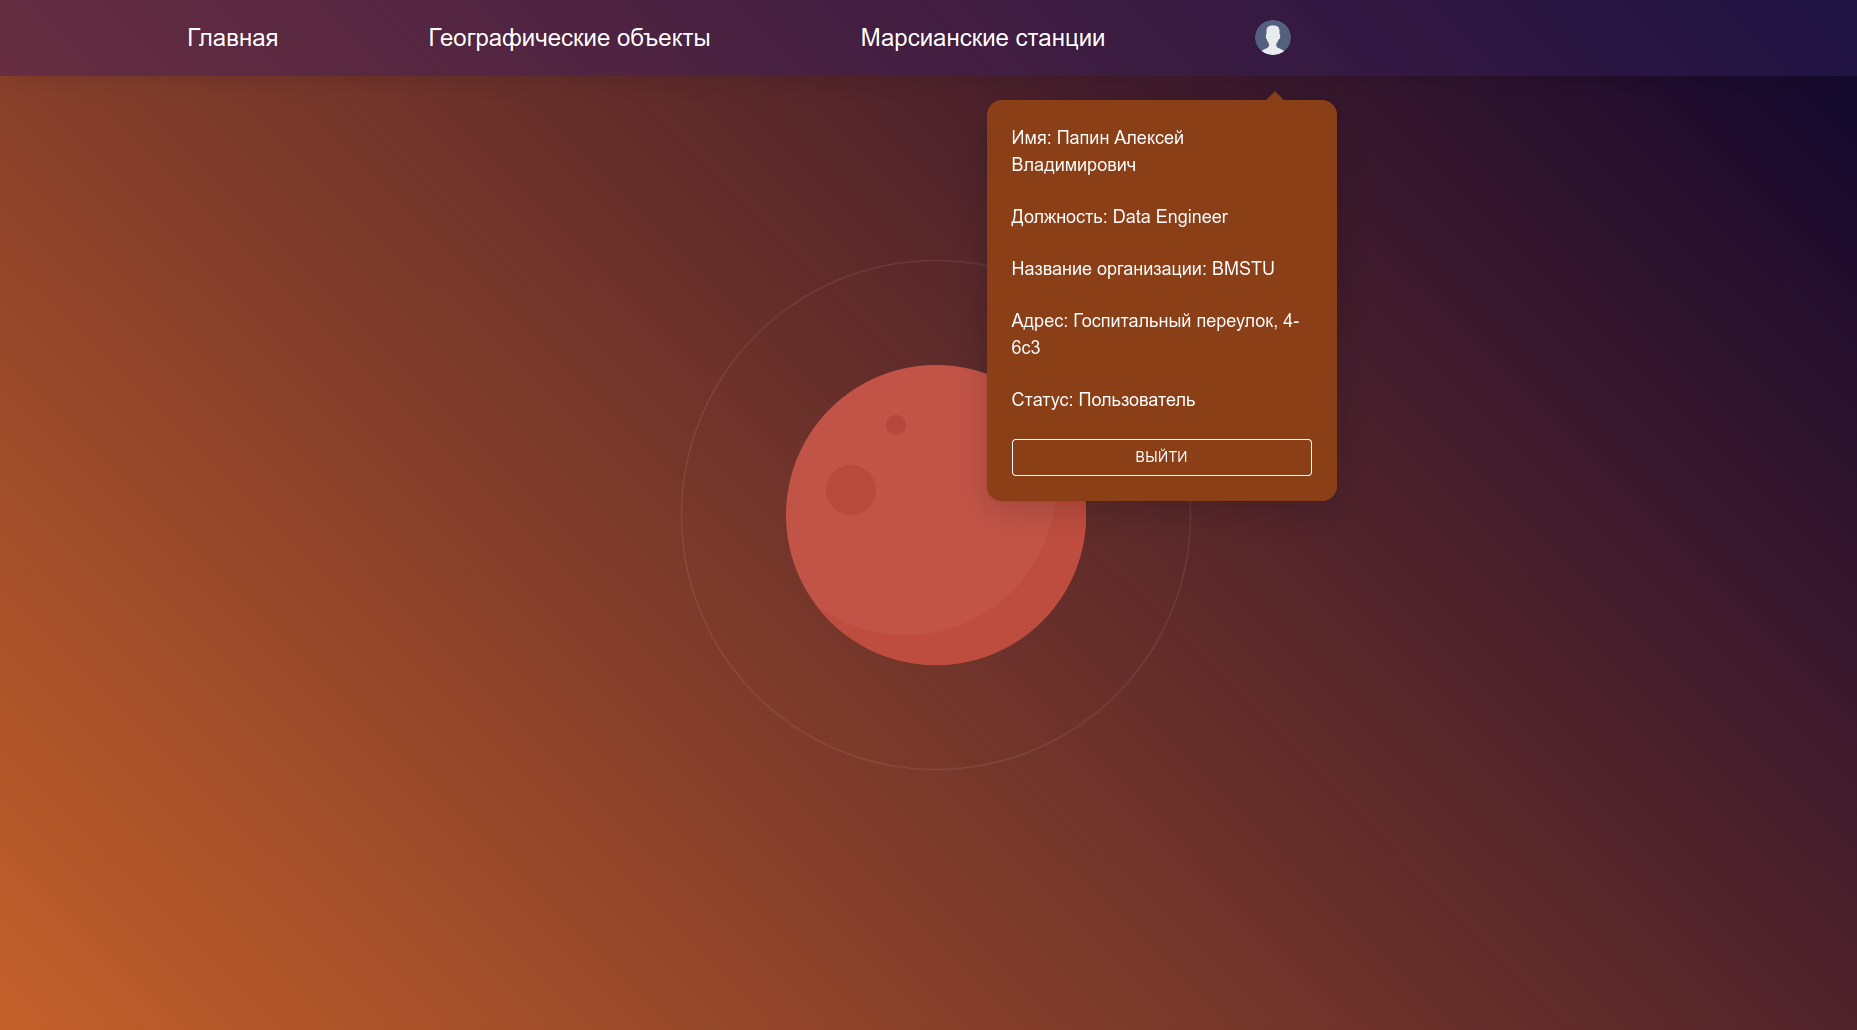 Главная
Географические объекты
Марсианские станции
Имя: Папин Алексей
Владимирович
Должность: Data Engineer
Название организации: BMSTU
Адрес: Госпитальный переулок, 4-
6с3
Статус: Пользователь
ВЫЙТИ